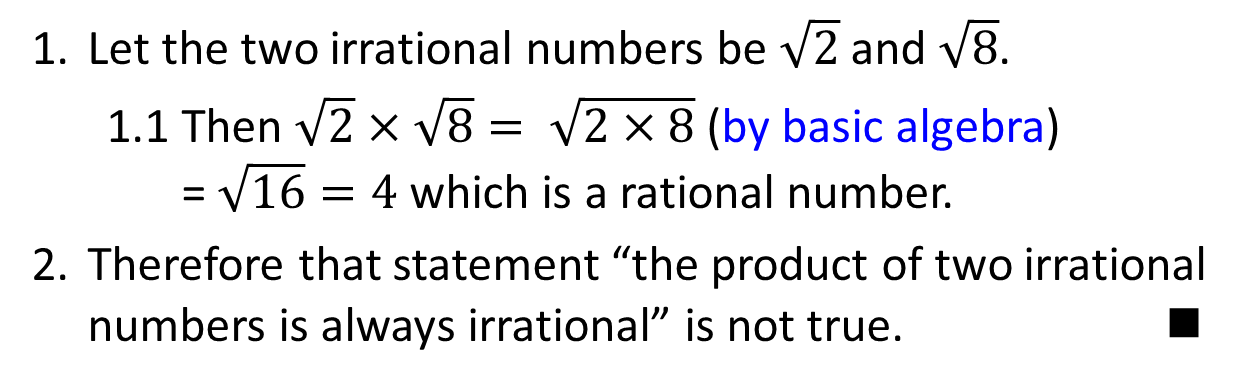 1. Let the two irrational numbers be √2 and √8.
1.1 Then √2 × √8 = √(2 × 8) (by basic algebra)
= √16 = 4 which is a rational number.
2. Therefore that statement “the product of two irrational
numbers is always irrational” is not true. ■